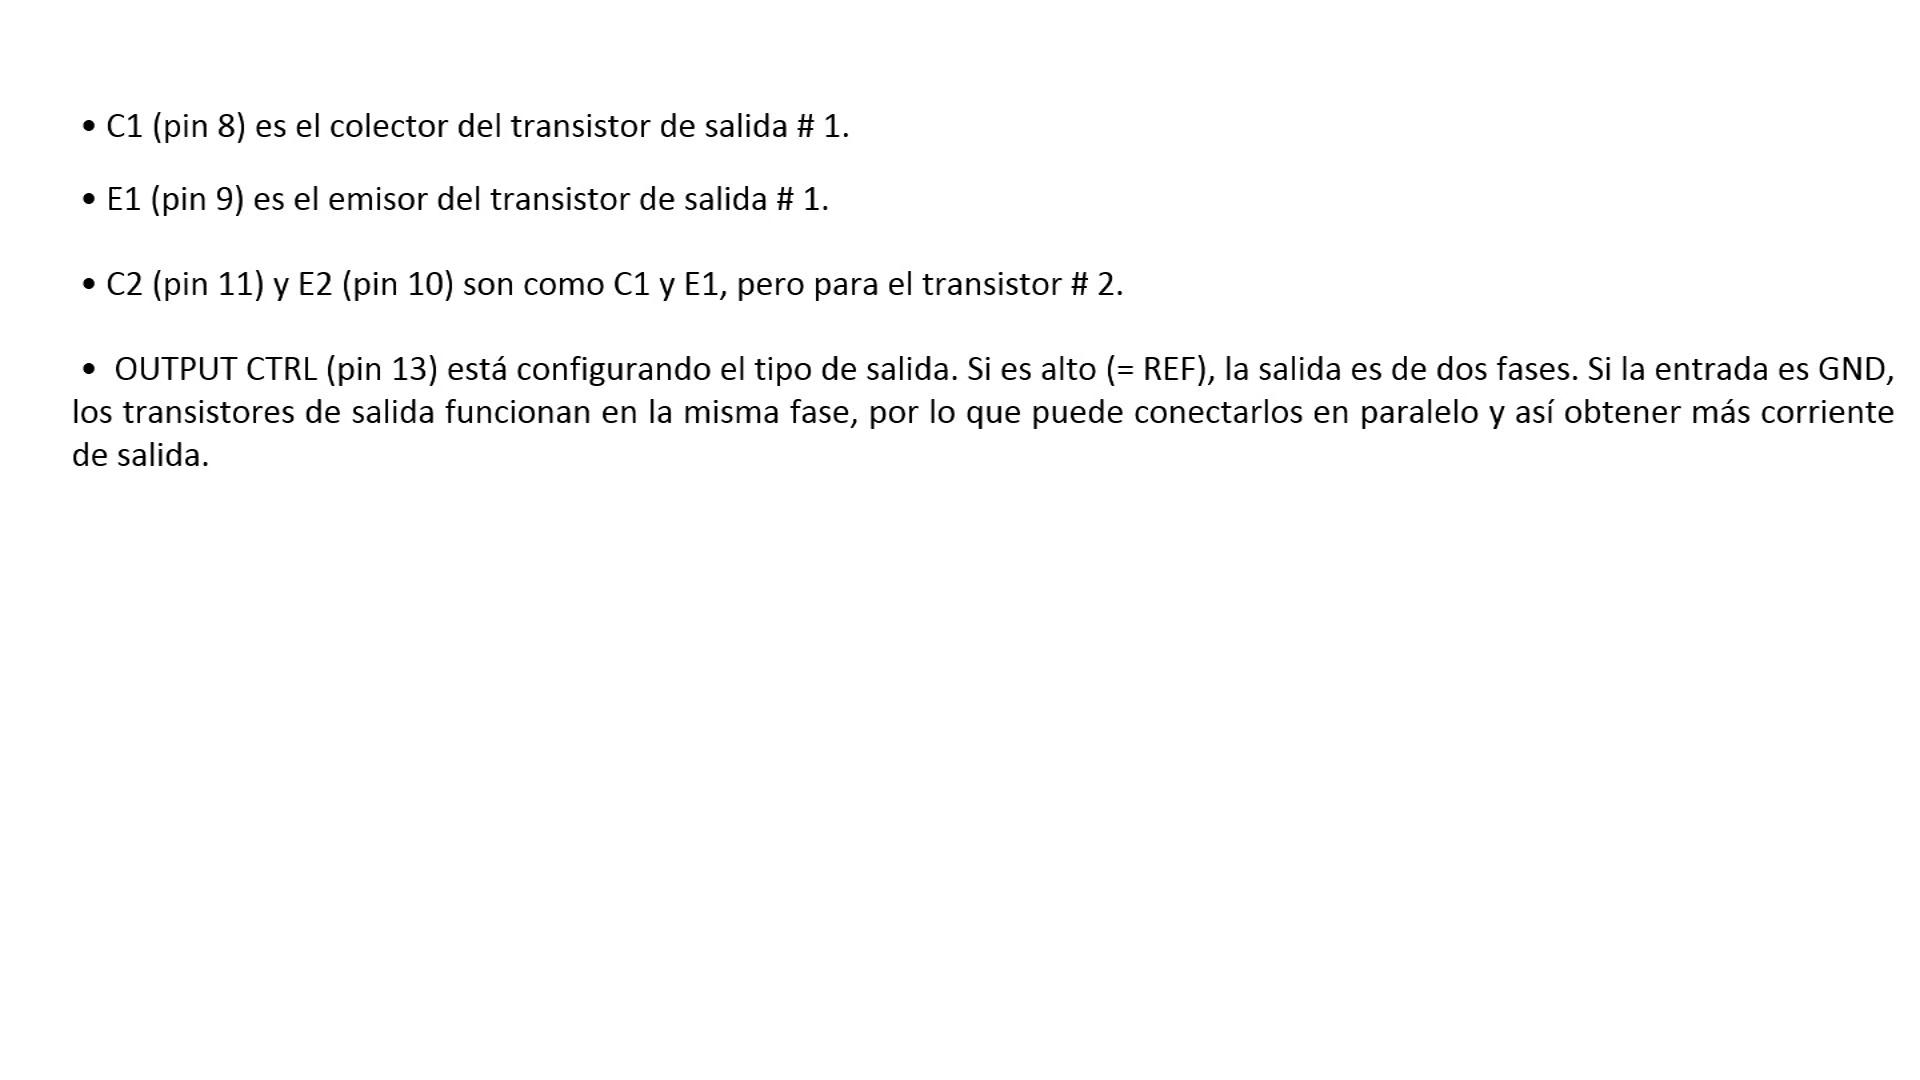 • C1 (pin 8) es el colector del transistor de salida # 1.
• E1 (pin 9) es el emisor del transistor de salida # 1.
• C2 (pin 11) y E2 (pin 10) son como C1 y E1, pero para el transistor # 2.
• OUTPUT CTRL (pin 13) está configurando el tipo de salida. Si es alto (= REF), la salida es de dos fases. Si la entrada es GND,
los transistores de salida funcionan en la misma fase, por lo que puede conectarlos en paralelo y así obtener más corriente
de salida.